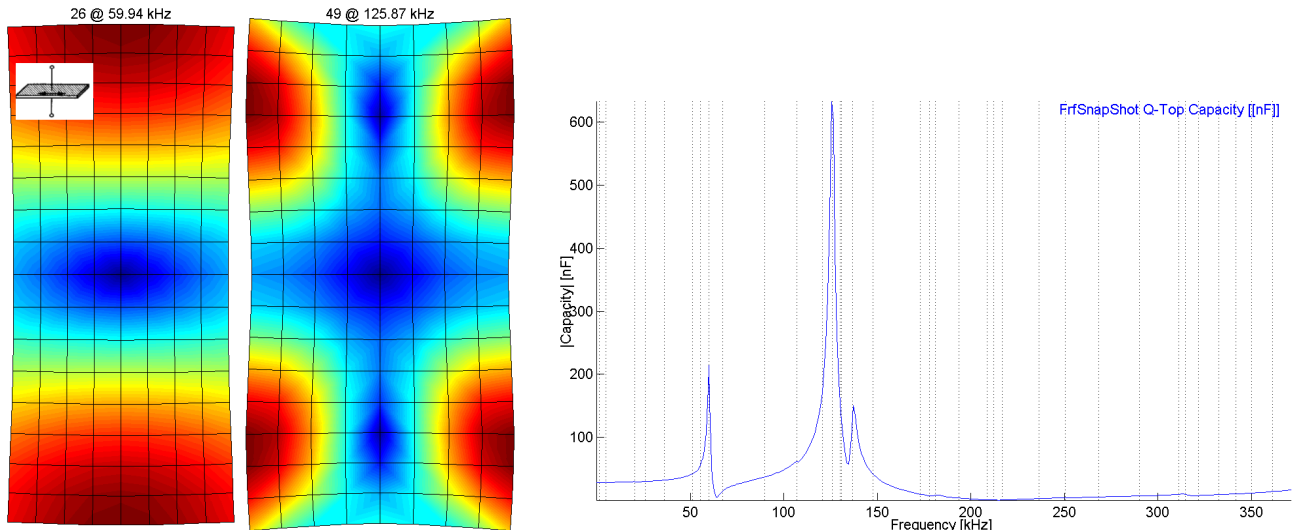 26 @ 59.94 kHz
49 @ 125.87 kHz
FrfSnapShot Q-Top Capacity [[nF]]
|Capacity| [nF]
600
500
400
300
200
100
50
100
150
200
250
300
350
Frequency [kHz]